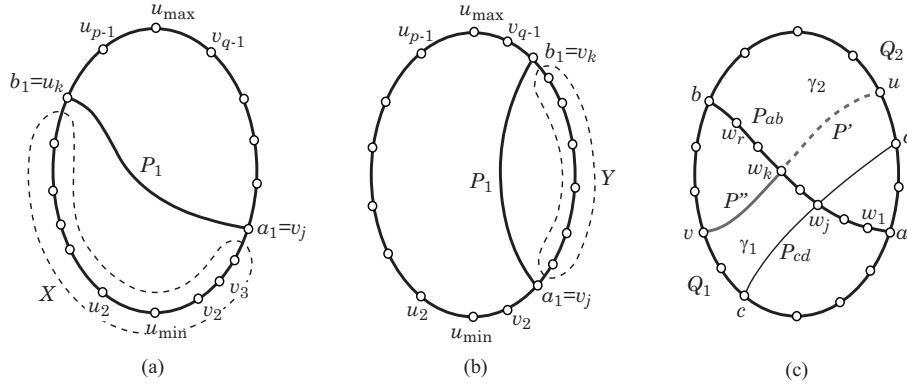 u_max
u_{p-1}
v_{q-1}
b_1=u_k
P_1
a_1=v_j
X
v_3
u_2
v_2
u_min
(a)
u_max
u_{p-1}
v_{q-1}
b_1=v_k
P_1
Y
a_1=v_j
u_2
v_2
u_min
(b)
Q_2
γ_2
u
b
P_ab
w_r
P'
w_k
P"
w_j
w_1
v
a
γ_1
P_cd
Q_1
c
(c)